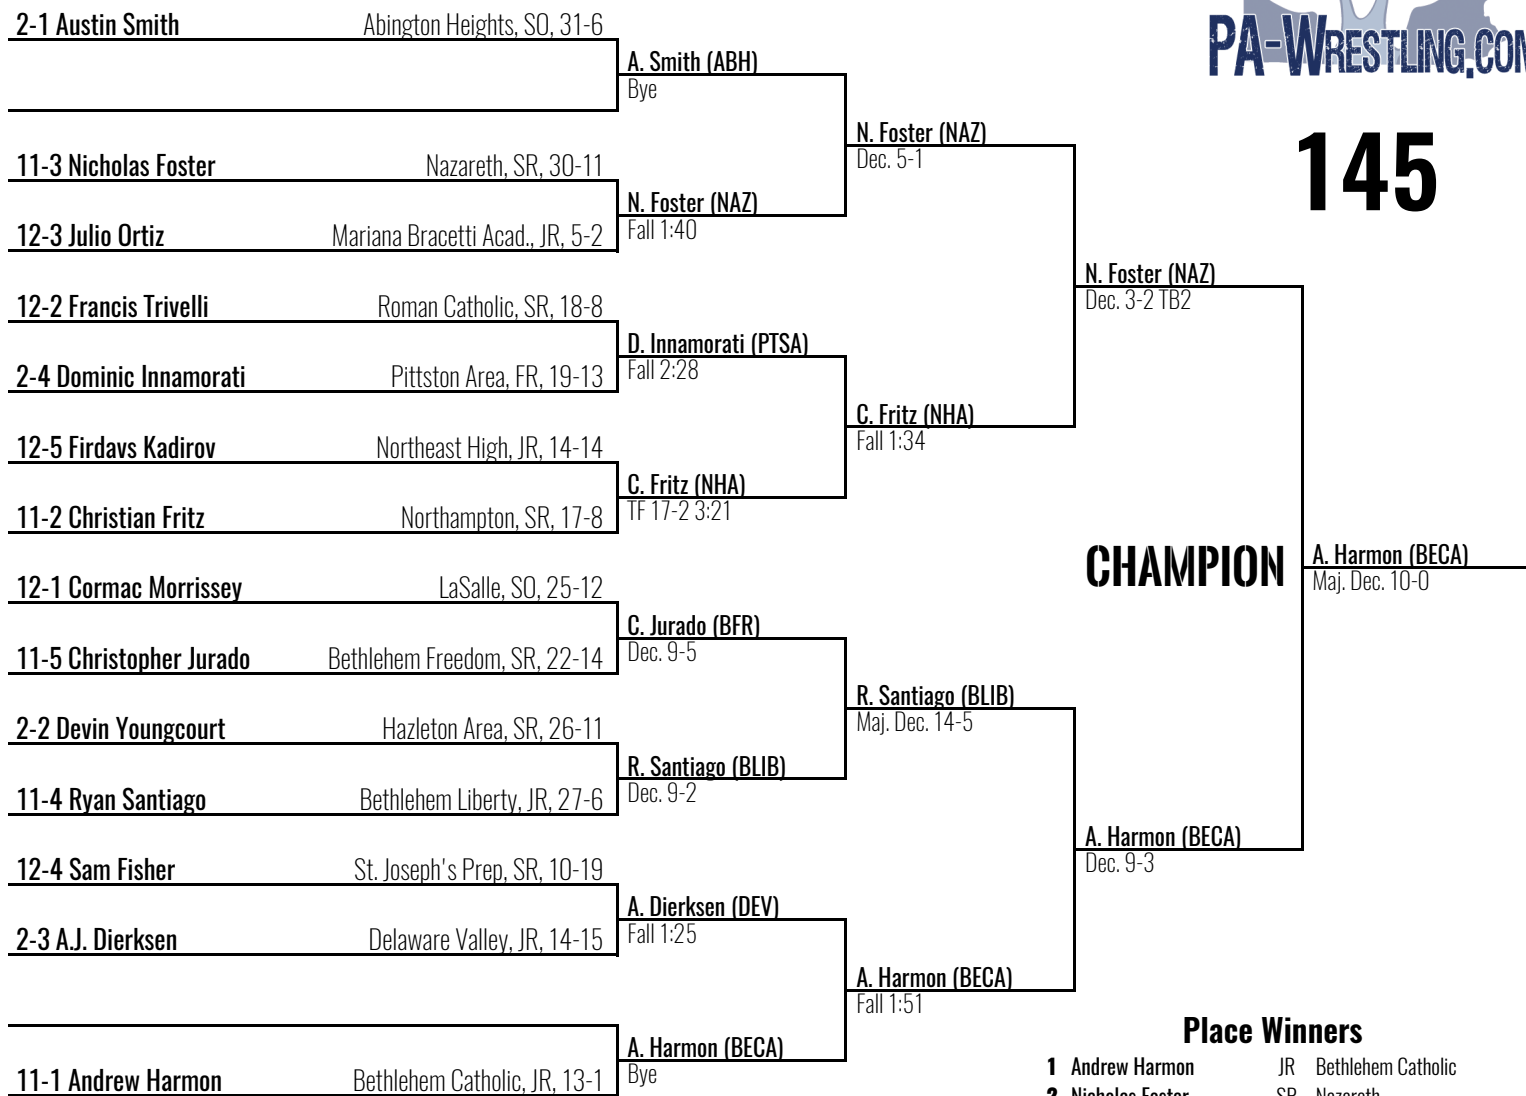 2-1 Austin Smith Abington Heights, SO, 31-6
A. Smith (ABH)
Bye
PA-WRESTLING.COM
N. Foster (NAZ)
Dec. 5-1
145
11-3 Nicholas Foster Nazareth, SR, 30-11
N. Foster (NAZ)
Fall 1:40
12-3 Julio Ortiz Mariana Bracetti Acad., JR, 5-2
N. Foster (NAZ)
Dec. 3-2 TB2
12-2 Francis Trivelli Roman Catholic, SR, 18-8
D. Innamorati (PTSA)
Fall 2:28
2-4 Dominic Innamorati Pittston Area, FR, 19-13
C. Fritz (NHA)
Fall 1:34
12-5 Firdavs Kadirov Northeast High, JR, 14-14
C. Fritz (NHA)
TF 17-2 3:21
11-2 Christian Fritz Northampton, SR, 17-8
CHAMPION
A. Harmon (BECA)
Maj. Dec. 10-0
12-1 Cormac Morrissey LaSalle, SO, 25-12
C. Jurado (BFR)
Dec. 9-5
11-5 Christopher Jurado Bethlehem Freedom, SR, 22-14
R. Santiago (BLIB)
Maj. Dec. 14-5
2-2 Devin Youngcourt Hazleton Area, SR, 26-11
R. Santiago (BLIB)
Dec. 9-2
11-4 Ryan Santiago Bethlehem Liberty, JR, 27-6
A. Harmon (BECA)
Dec. 9-3
12-4 Sam Fisher St. Joseph's Prep, SR, 10-19
A. Dierksen (DEV)
Fall 1:25
2-3 A.J. Dierksen Delaware Valley, JR, 14-15
A. Harmon (BECA)
Fall 1:51
A. Harmon (BECA)
Bye
11-1 Andrew Harmon Bethlehem Catholic, JR, 13-1
Place Winners
1 Andrew Harmon JR Bethlehem Catholic
2 Nicholas Foster SR Nazareth